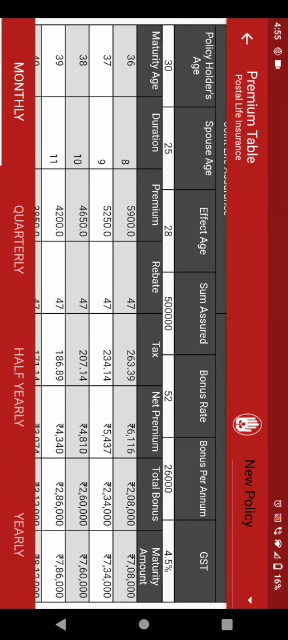 4:55
16%
Premium Table
Postal Life Insurance
New Policy
Policy Holder's Age Spouse Age Effect Age Sum Assured Bonus Rate Bonus Per Annum GST
30 25 28 500000 52 26000 4.5%
Maturity Age Duration Premium Rebate Tax Net Premium Total Bonus Maturity Amount
36 8 5900.0 47 263.39 ₹6,116 ₹2,08,000 ₹7,08,000
37 9 5250.0 47 234.14 ₹5,437 ₹2,34,000 ₹7,34,000
38 10 4650.0 47 207.14 ₹4,810 ₹2,60,000 ₹7,60,000
39 11 4200.0 47 186.89 ₹4,340 ₹2,86,000 ₹7,86,000
MONTHLY QUARTERLY HALF YEARLY YEARLY